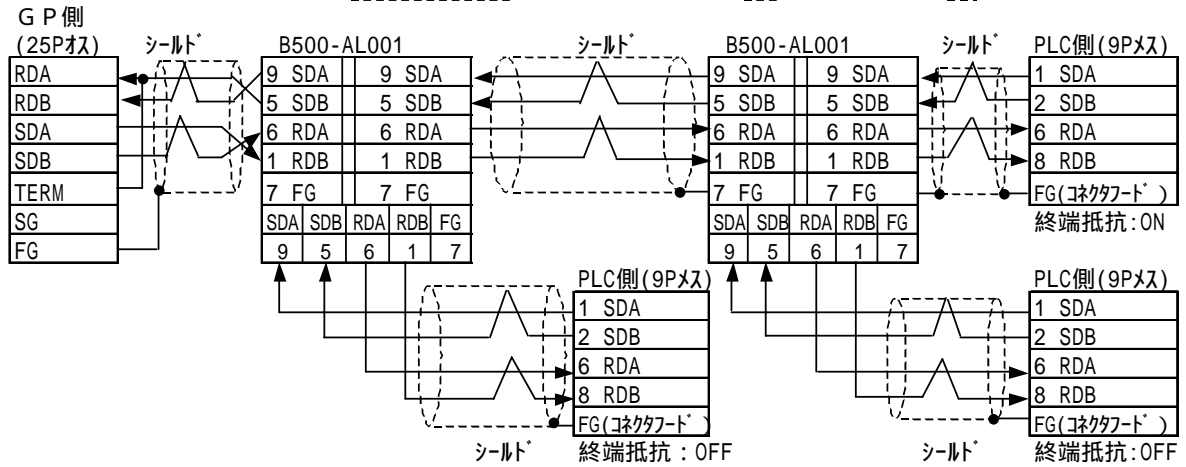 GP側
(25Pオス)
シールド
B500-AL001
シールド
B500-AL001
シールド
PLC側(9Pメス)
RDA
RDB
SDA
SDB
TERM
SG
FG
9 SDA 9 SDA
5 SDB 5 SDB
6 RDA 6 RDA
1 RDB 1 RDB
7 FG 7 FG
SDA SDB RDA RDB FG
9 5 6 1 7
9 SDA 9 SDA
5 SDB 5 SDB
6 RDA 6 RDA
1 RDB 1 RDB
7 FG 7 FG
SDA SDB RDA RDB FG
9 5 6 1 7
1 SDA
2 SDB
6 RDA
8 RDB
FG(コネクタフード)
終端抵抗:ON
PLC側(9Pメス)
1 SDA
2 SDB
6 RDA
8 RDB
FG(コネクタフード)
シールド
終端抵抗:OFF
PLC側(9Pメス)
1 SDA
2 SDB
6 RDA
8 RDB
FG(コネクタフード)
シールド
終端抵抗:OFF